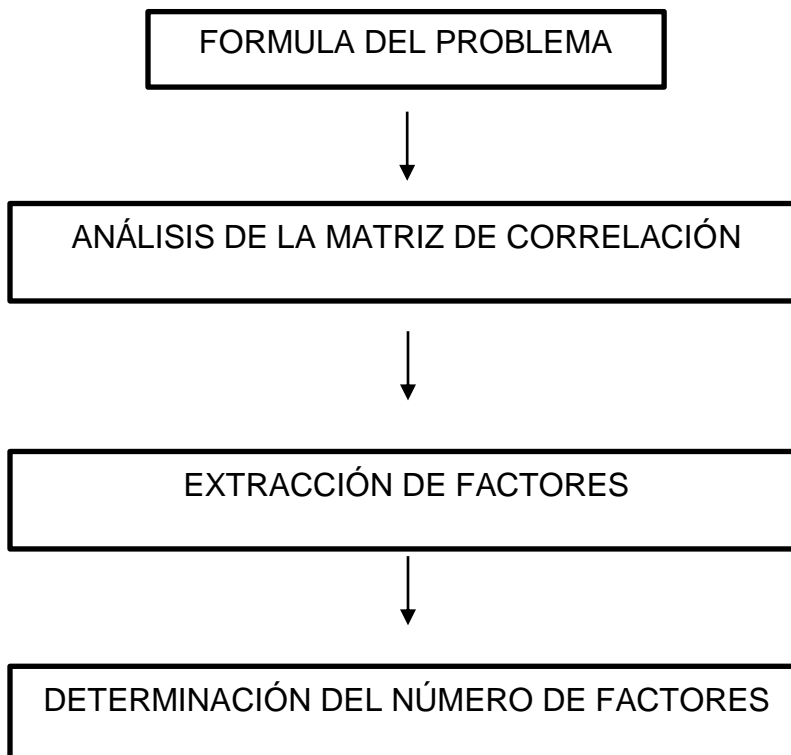 FORMULA DEL PROBLEMA
ANÁLISIS DE LA MATRIZ DE CORRELACIÓN
EXTRACCIÓN DE FACTORES
DETERMINACIÓN DEL NÚMERO DE FACTORES